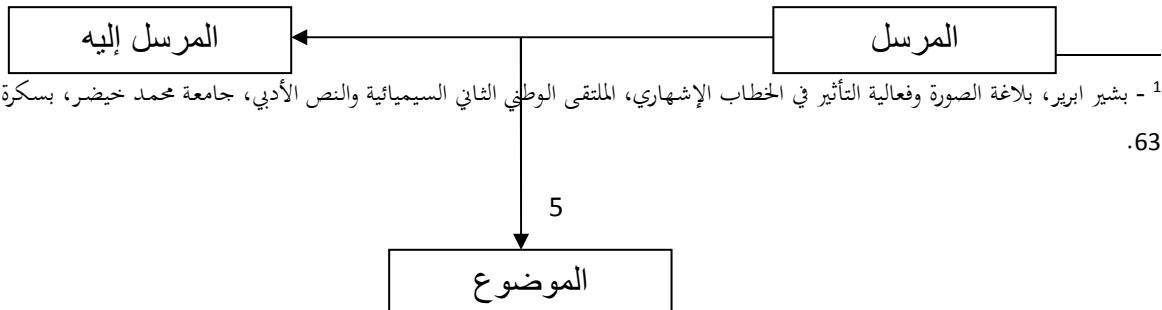 المرسل
المرسل إليه
1 - بشير ابرير، بلاغة الصورة وفعالية التأثير في الخطاب الإشهاري، الملتقى الوطني الثاني السيميائية والنص الأدبي، جامعة محمد خيضر، بسكرة
63.
5
الموضوع